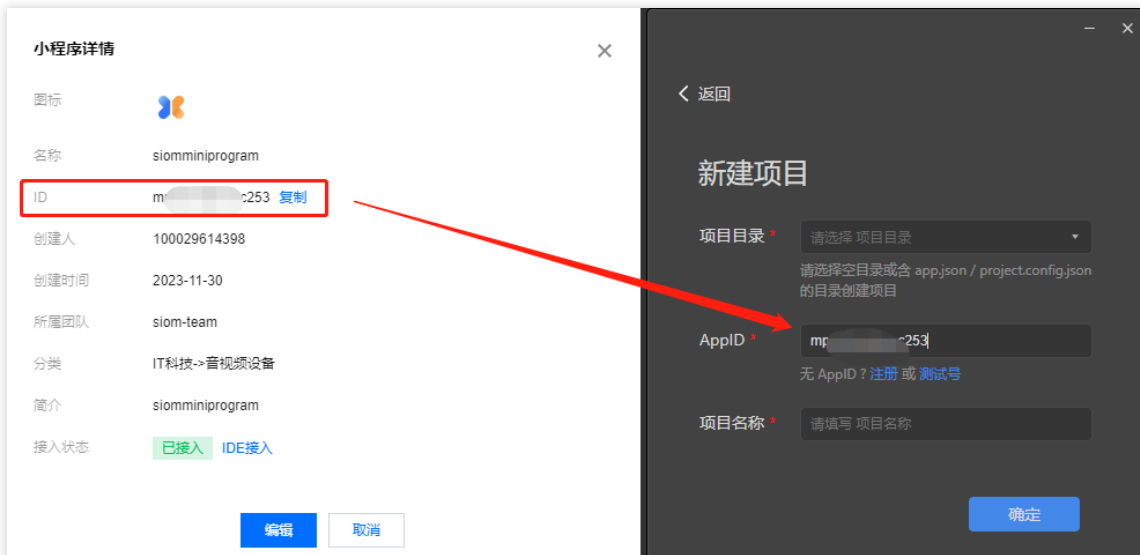 小程序详情
图标
名称 siomminiprogram
ID c253 复制
创建人 100029614398
创建时间 2023-11-30
所属团队 siom-team
分类 IT科技->音视频设备
简介 siomminiprogram
接入状态 已接入 IDE接入
编辑 取消
返回
新建项目
项目目录 * 请选择 项目目录
请选择空目录或含 app.json / project.config.json
的目录创建项目
AppID * mp c253
无 AppID ? 注册 或 测试号
项目名称 * 请填写 项目名称
确定